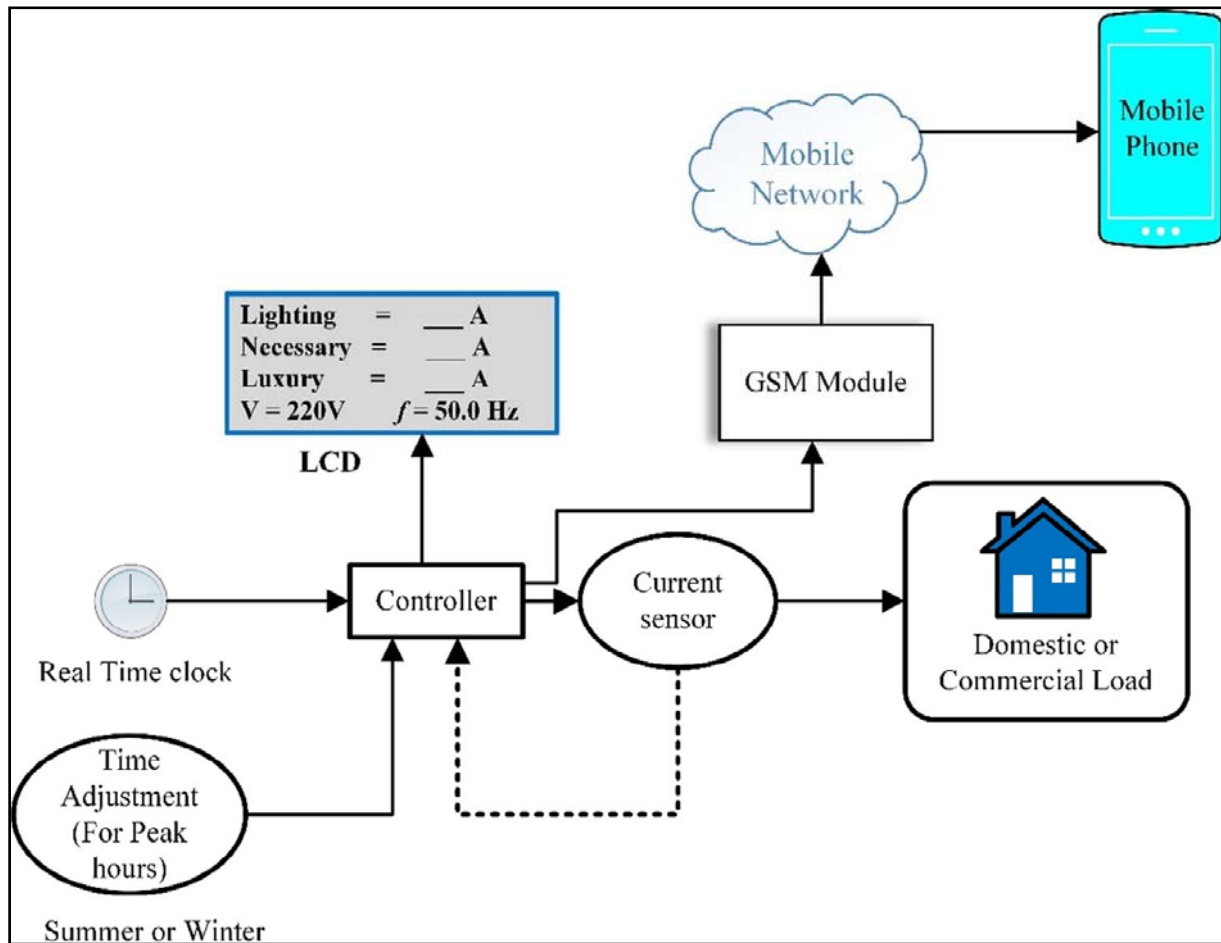 Mobile
Phone
Mobile
Network
Lighting = ___ A
Necessary = ___ A
Luxury = ___ A
V = 220V f = 50.0 Hz
LCD
GSM Module
Controller
Current
sensor
Domestic or
Commercial Load
Real Time clock
Time
Adjustment
(For Peak
hours)
Summer or Winter